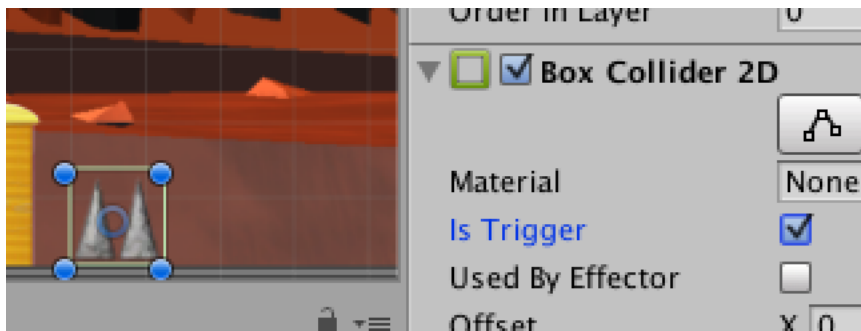 Order in Layer 0
Box Collider 2D
Material None
Is Trigger
Used By Effector
Offset X 0